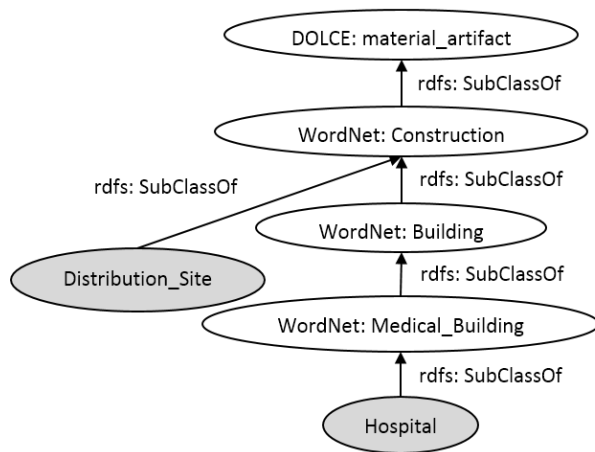 DOLCE: material_artifact
rdfs: SubClassOf
WordNet: Construction
rdfs: SubClassOf
rdfs: SubClassOf
WordNet: Building
Distribution_Site
rdfs: SubClassOf
WordNet: Medical_Building
rdfs: SubClassOf
Hospital